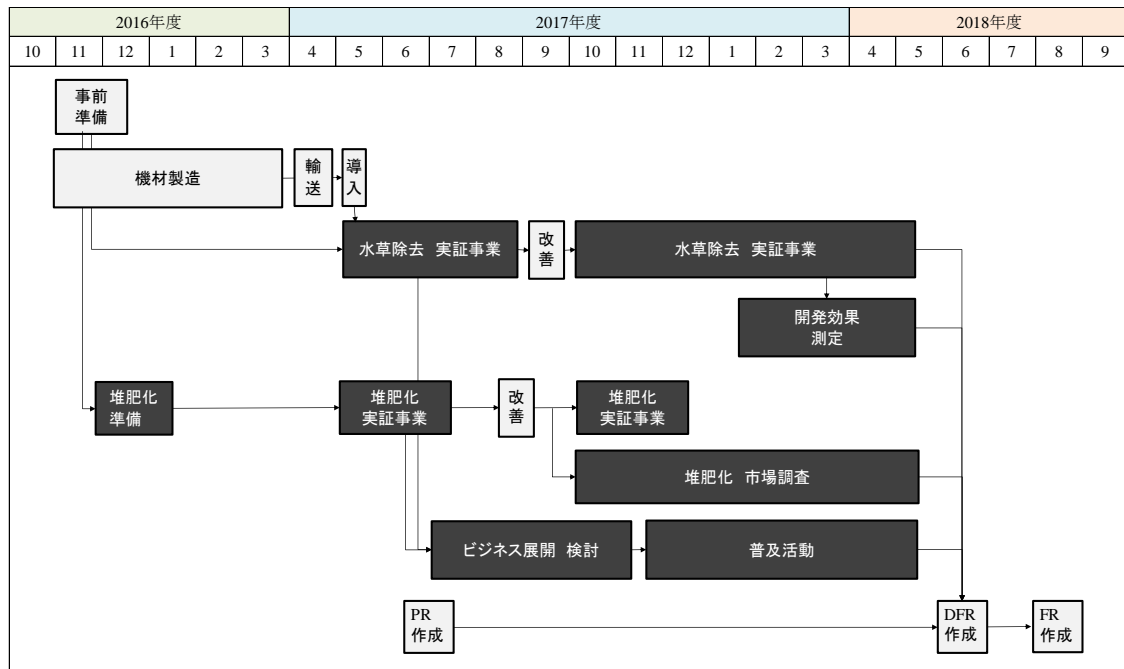 2016年度 2017年度 2018年度
10 11 12 1 2 3 4 5 6 7 8 9 10 11 12 1 2 3 4 5 6 7 8 9
事前
準備
機材製造
輸
送
導
入
水草除去 実証事業
改
善
水草除去 実証事業
開発効果
測定
堆肥化
準備
堆肥化
実証事業
改
善
堆肥化
実証事業
堆肥化 市場調査
ビジネス展開 検討
普及活動
PR
作成
DFR
作成
FR
作成